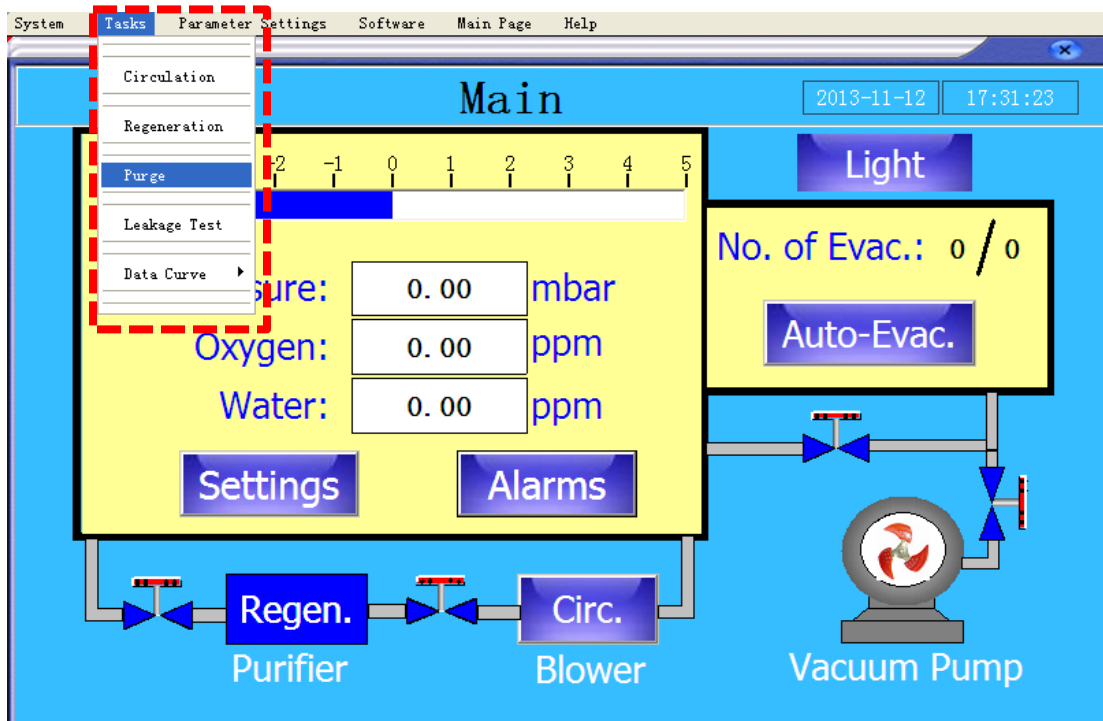 System Tasks Parameter Settings Software Main Page Help
Circulation
Regeneration
Purge
Leakage Test
Data Curve
Main
2013-11-12 17:31:23
-2 -1 0 1 2 3 4 5
Light
No. of Evac.: 0 / 0
Auto-Evac.
sure: 0.00 mbar
Oxygen: 0.00 ppm
Water: 0.00 ppm
Settings Alarms
Regen. Circ.
Purifier Blower Vacuum Pump